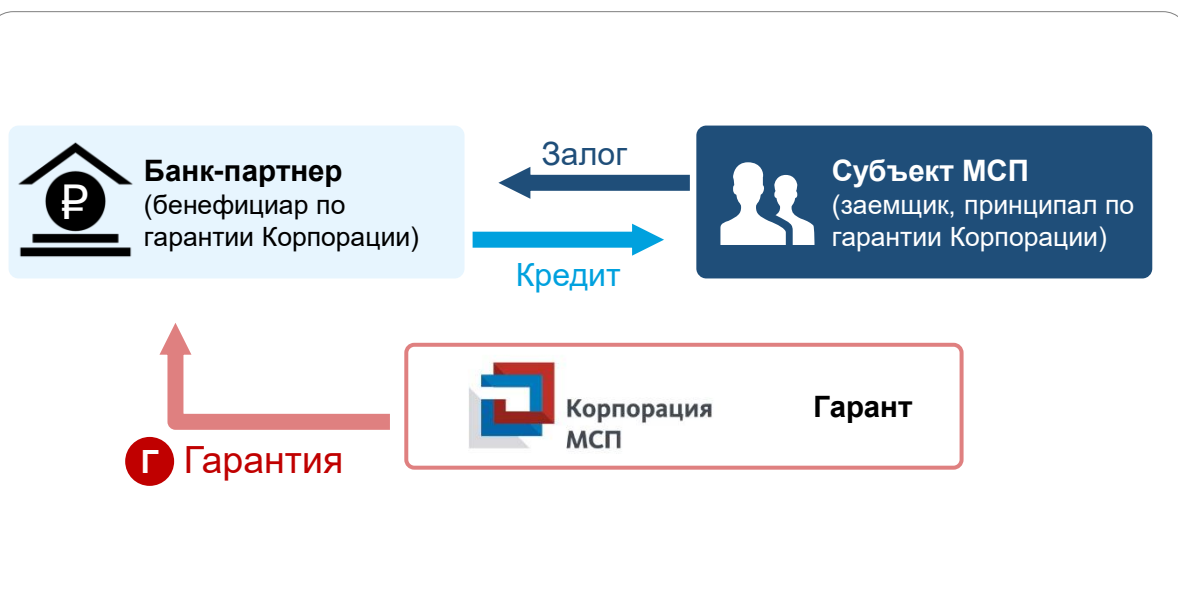 Банк-партнер
(бенефициар по
гарантии Корпорации)
Залог
Кредит
Субъект МСП
(заемщик, принципал по
гарантии Корпорации)
Г Гарантия
Корпорация
МСП
Гарант
₽